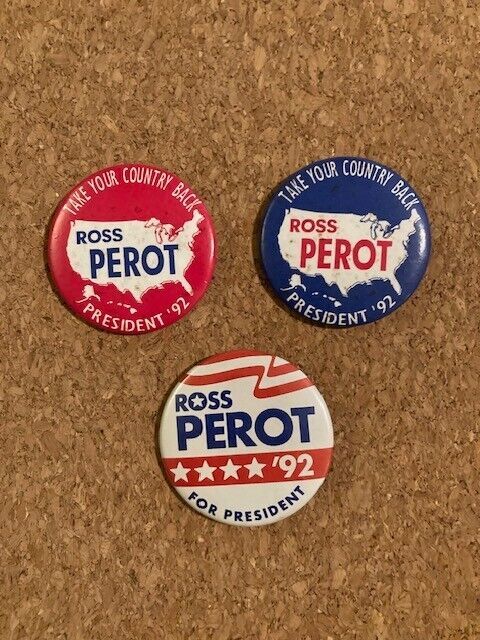 TAKE YOUR COUNTRY BACK
ROSS
PEROT
PRESIDENT '92
TAKE YOUR COUNTRY BACK
ROSS
PEROT
PRESIDENT '92
ROSS
PEROT
'92
FOR PRESIDENT